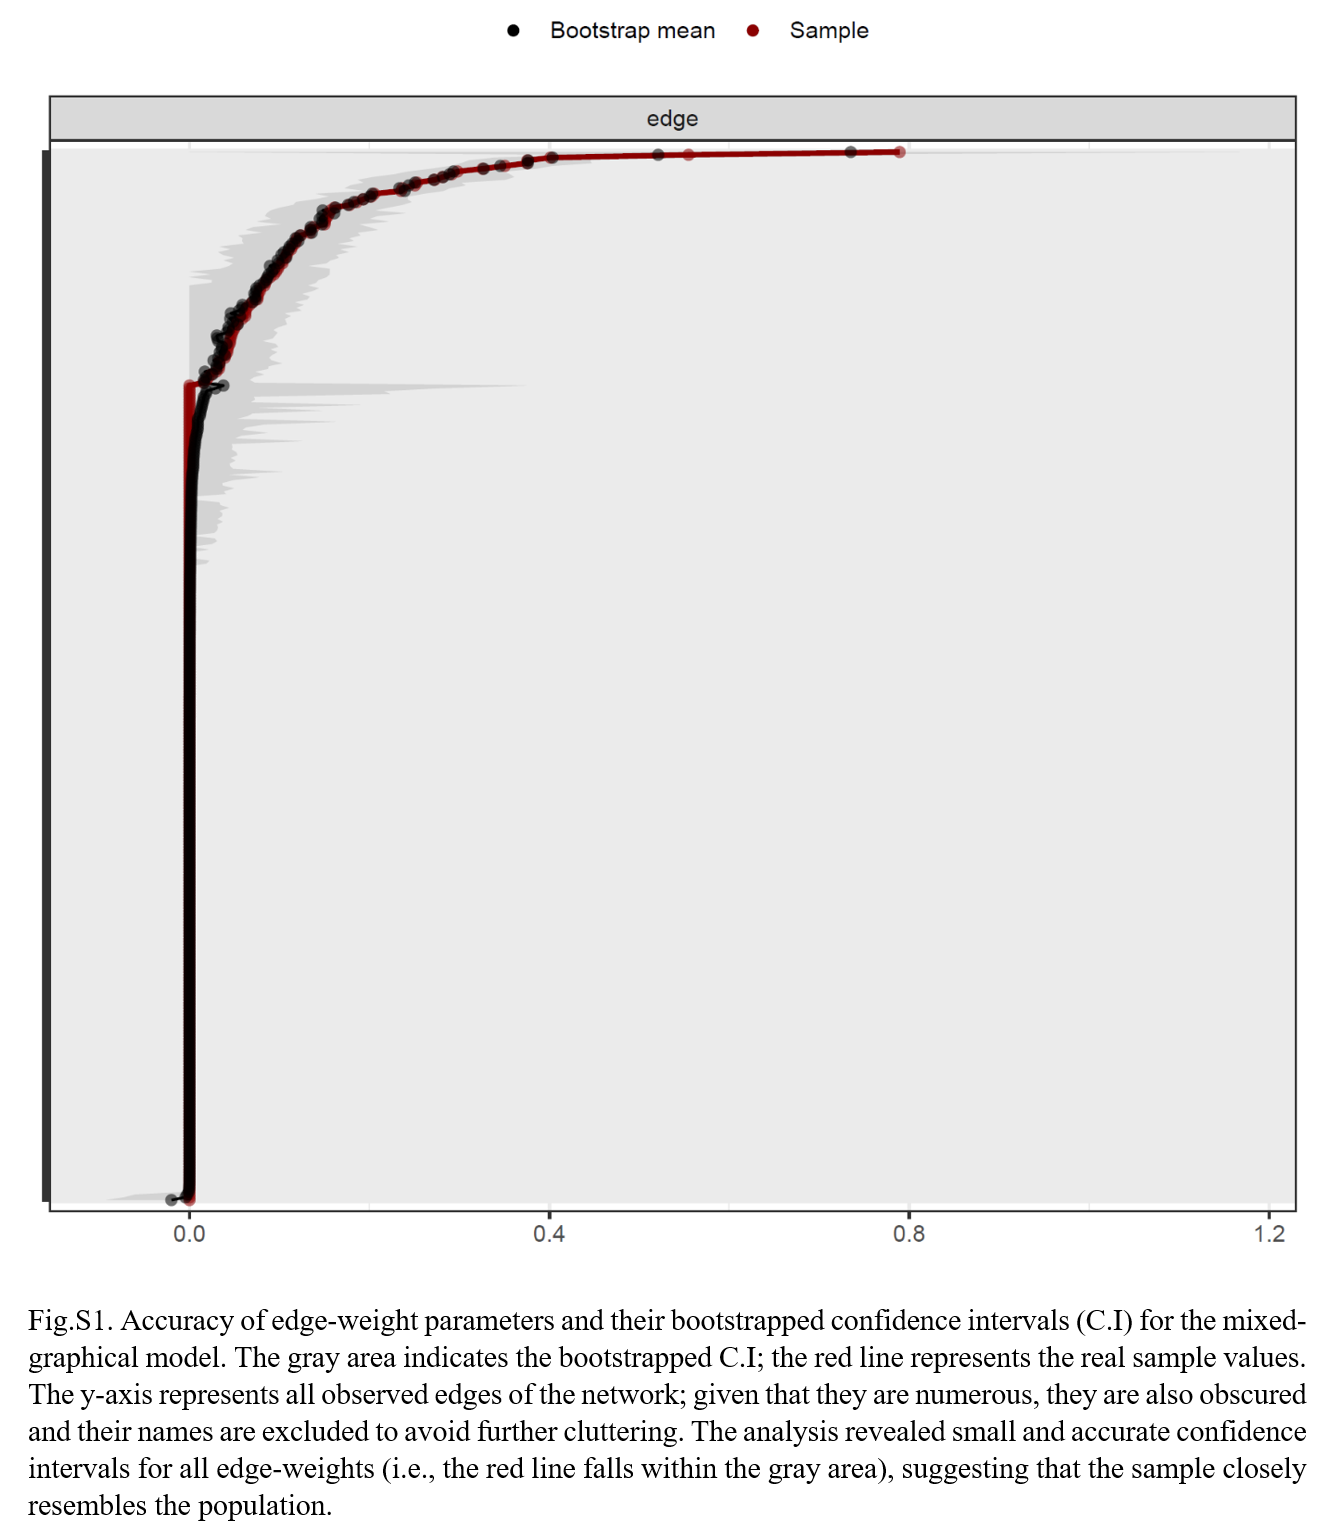 Bootstrap mean Sample
edge
0.0 0.4 0.8 1.2
Fig.S1. Accuracy of edge-weight parameters and their bootstrapped confidence intervals (C.I) for the mixed-
graphical model. The gray area indicates the bootstrapped C.I; the red line represents the real sample values.
The y-axis represents all observed edges of the network; given that they are numerous, they are also obscured
and their names are excluded to avoid further cluttering. The analysis revealed small and accurate confidence
intervals for all edge-weights (i.e., the red line falls within the gray area), suggesting that the sample closely
resembles the population.